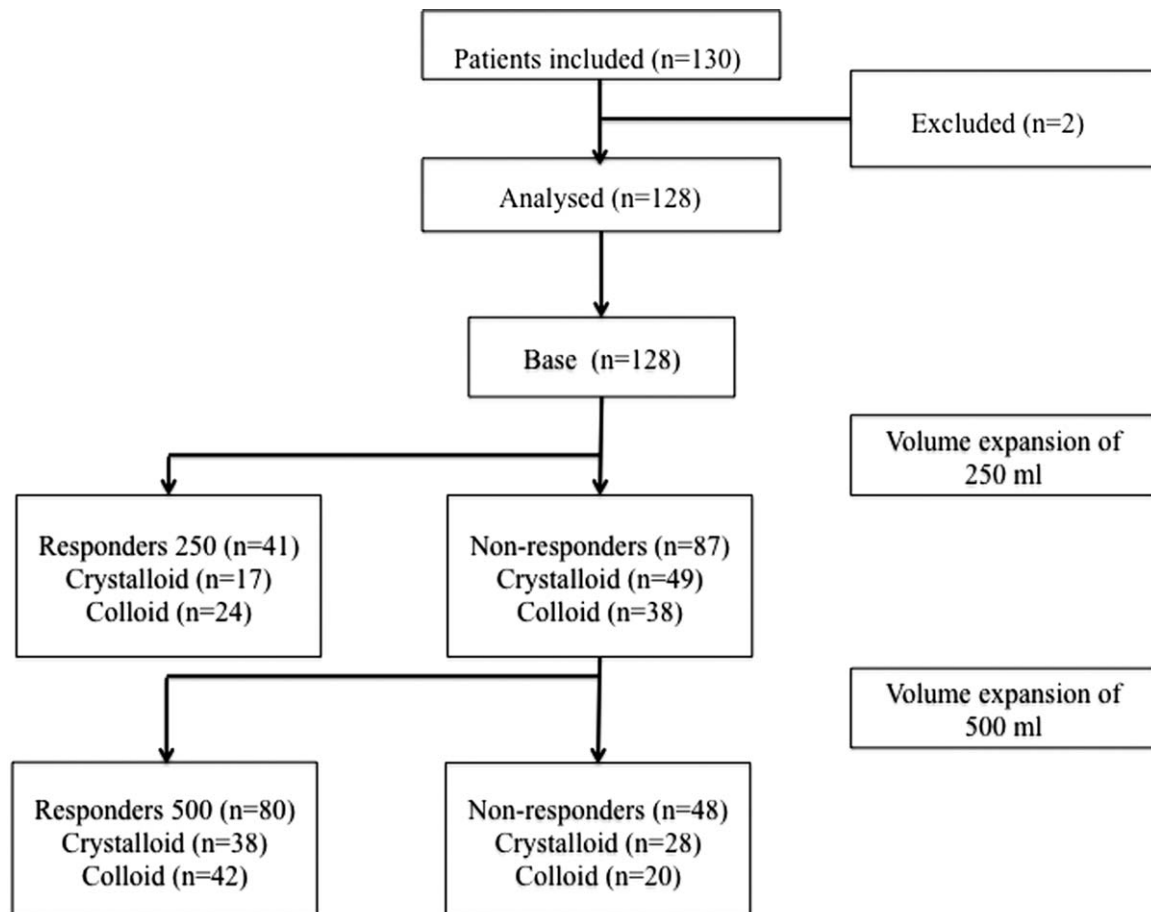 Patients included (n=130)
Excluded (n=2)
Analysed (n=128)
Base (n=128)
Volume expansion of
250 ml
Responders 250 (n=41)
Crystalloid (n=17)
Colloid (n=24)
Non-responders (n=87)
Crystalloid (n=49)
Colloid (n=38)
Volume expansion of
500 ml
Responders 500 (n=80)
Crystalloid (n=38)
Colloid (n=42)
Non-responders (n=48)
Crystalloid (n=28)
Colloid (n=20)